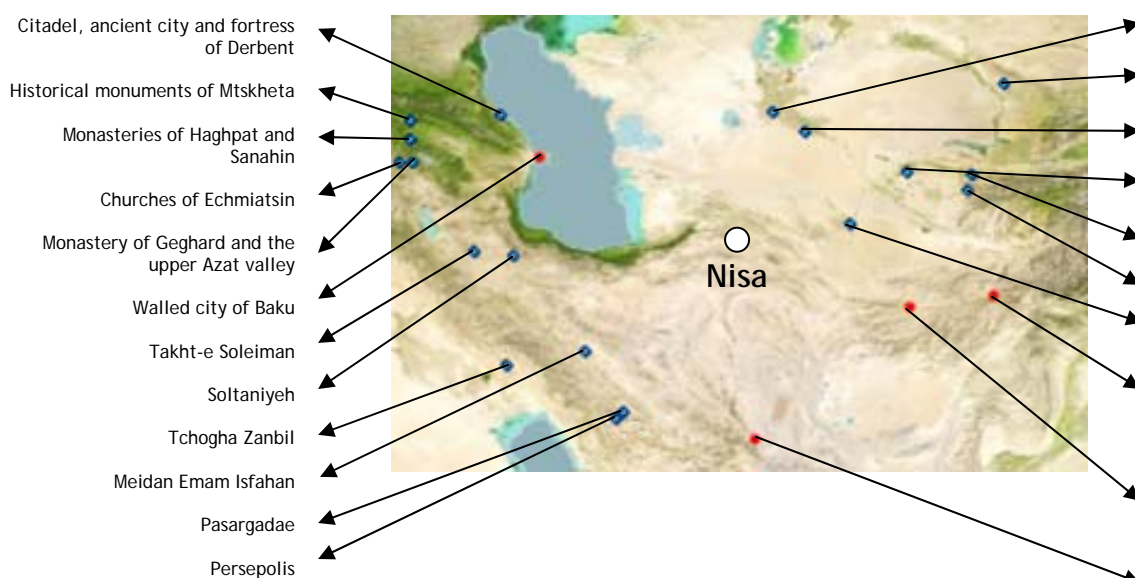 Citadel, ancient city and fortress
of Derbent
Historical monuments of Mtskheta
Monasteries of Haghpat and
Sanahin
Churches of Echmiatsin
Monastery of Geghard and the
upper Azat valley
Walled city of Baku
Takht-e Soleiman
Soltaniyeh
Tchogha Zanbil
Meidan Emam Isfahan
Pasargadae
Persepolis
Nisa